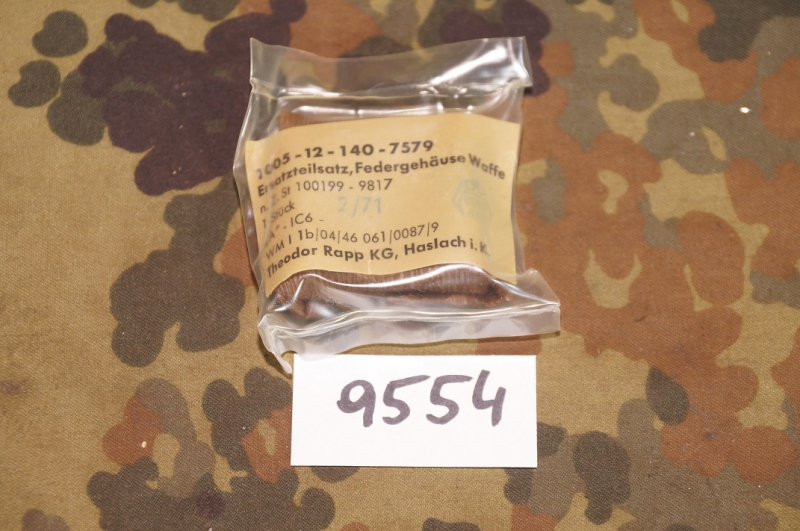 1005-12-140-7579
Ersatzteilsatz, Federgehäuse Waffe
n. Z. St 100199 - 9817
1 Stück /71
"A" - IC6 -
WM I 1b/04/46 061/0087/9
Theodor Rapp KG, Haslach i. K.
9554